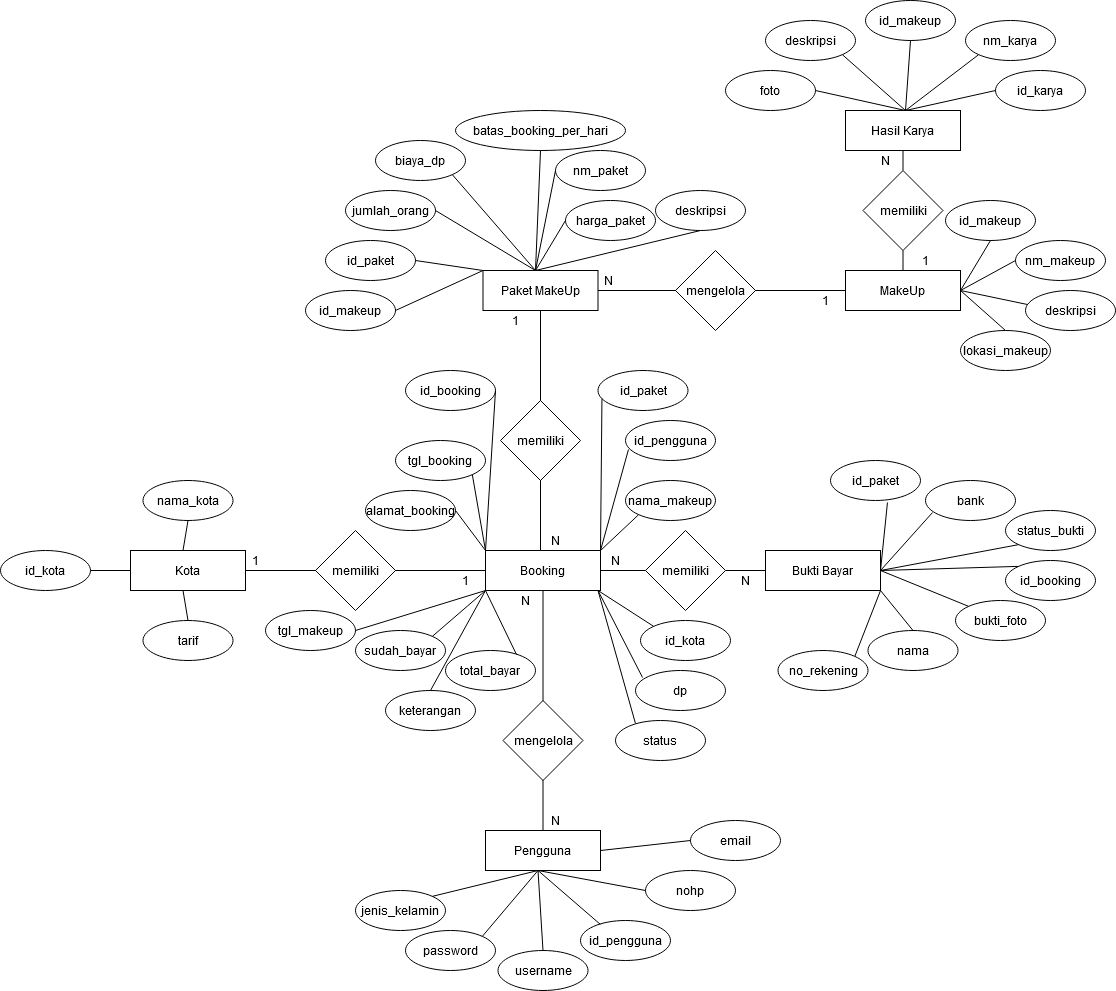 id_makeup
deskripsi
nm_karya
foto
id_karya
Hasil Karya
N
memiliki
1
batas_booking_per_hari
biaya_dp
nm_paket
jumlah_orang
harga_paket
deskripsi
id_paket
id_makeup
Paket MakeUp
N
1
mengelola
1
MakeUp
id_makeup
nm_makeup
deskripsi
lokasi_makeup
id_booking
id_paket
memiliki
id_pengguna
tgl_booking
nama_makeup
alamat_booking
N
nama_kota
id_kota
Kota
1
memiliki
1
Booking
N
memiliki
N
Bukti Bayar
id_paket
bank
status_bukti
id_booking
bukti_foto
nama
no_rekening
tarif
tgl_makeup
sudah_bayar
total_bayar
keterangan
N
id_kota
dp
status
mengelola
N
Pengguna
email
nohp
jenis_kelamin
id_pengguna
password
username